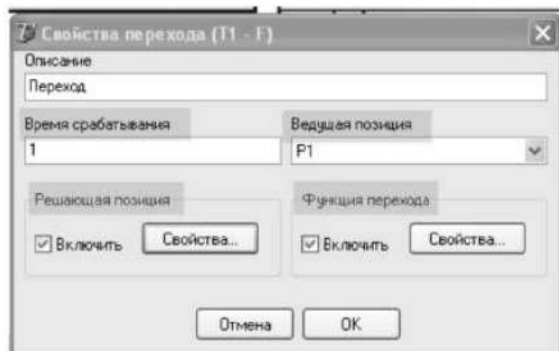 Свойства перехода (T1 - F)
Описание
Переход
Время срабатывания Ведущая позиция
1 P1
Решающая позиция Функция перехода
Включить Свойства... Включить Свойства...
Отмена OK